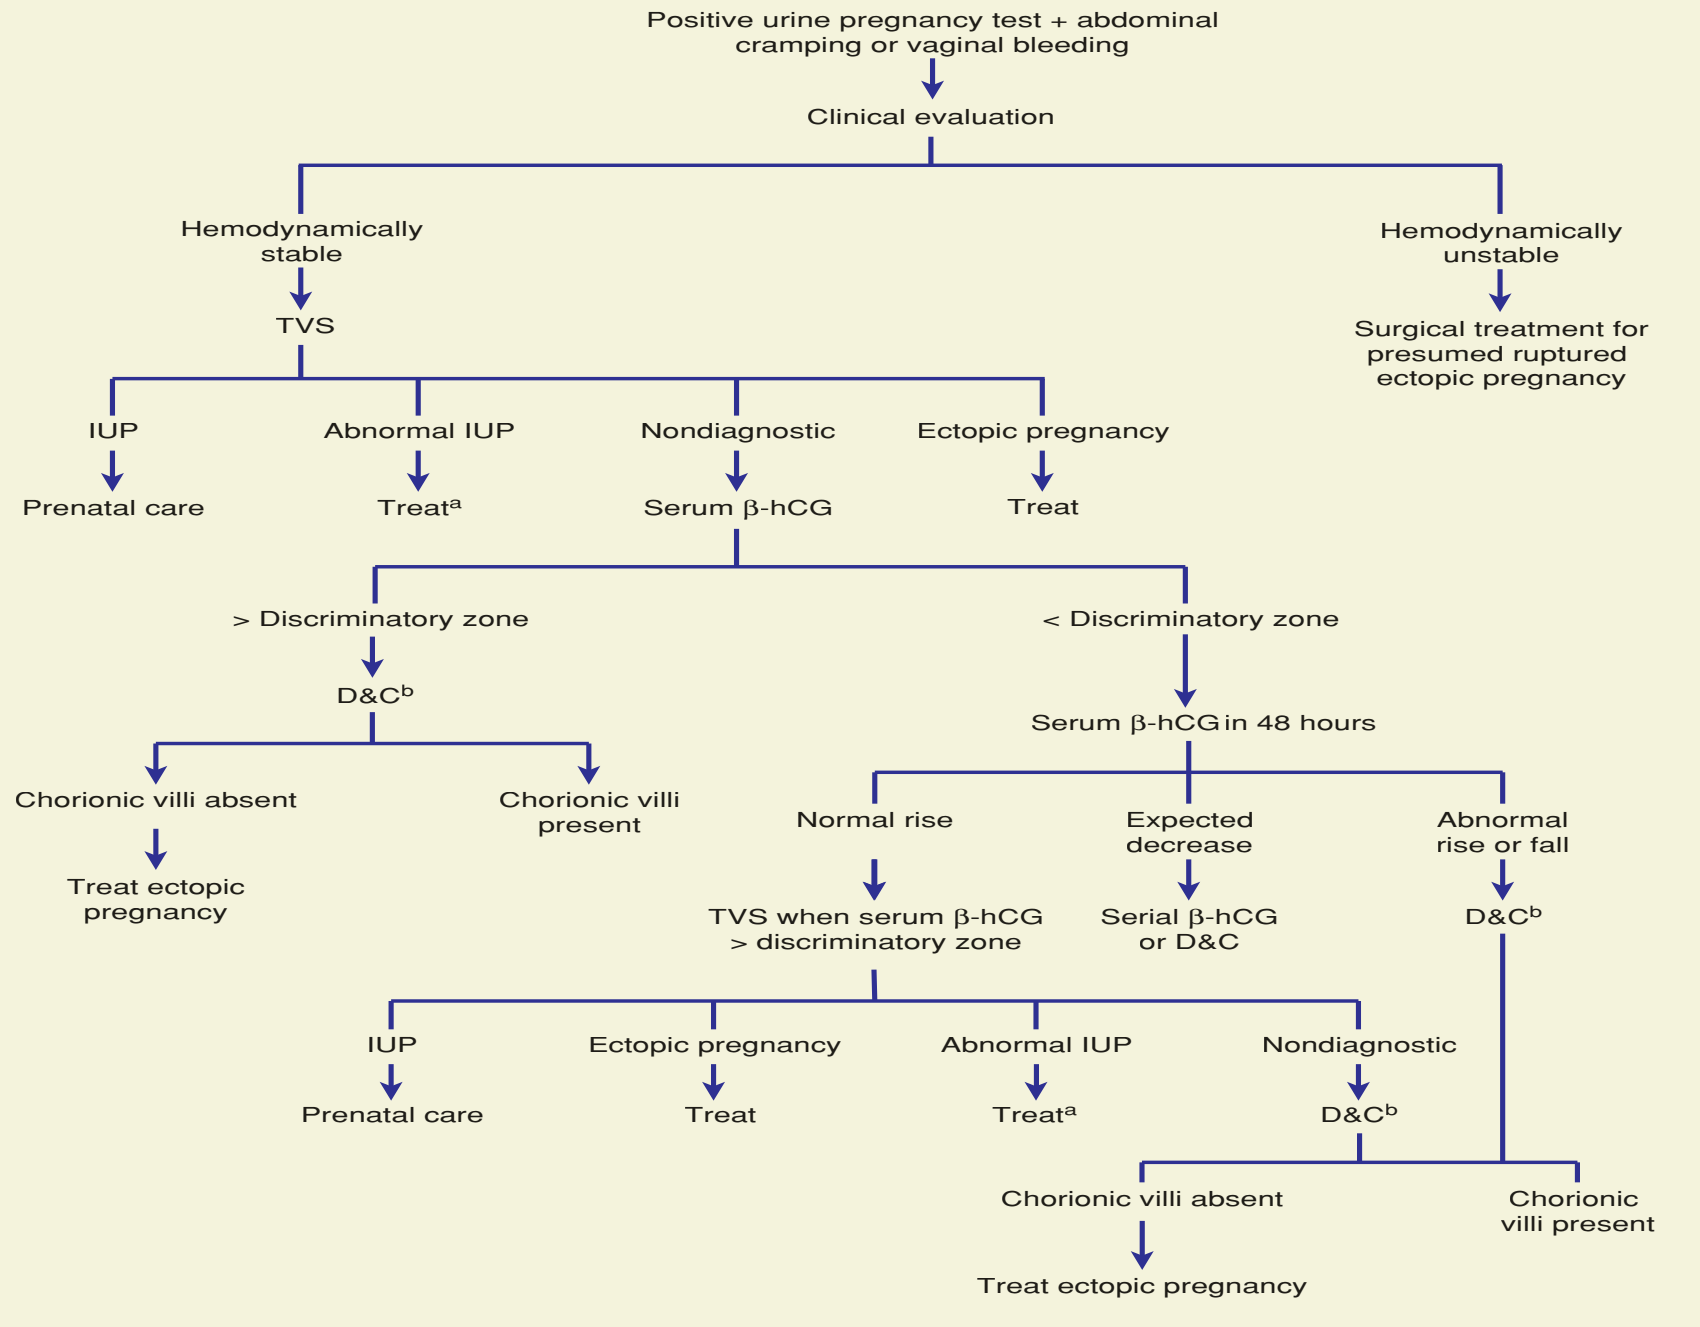 Positive urine pregnancy test + abdominal
cramping or vaginal bleeding
Clinical evaluation
Hemodynamically
stable
Hemodynamically
unstable
TVS
Surgical treatment for
presumed ruptured
ectopic pregnancy
IUP
Abnormal IUP
Nondiagnostic
Ectopic pregnancy
Prenatal care
Treatᵃ
Serum β-hCG
Treat
> Discriminatory zone
< Discriminatory zone
D&Cᵇ
Serum β-hCG in 48 hours
Chorionic villi absent
Chorionic villi
present
Normal rise
Expected
decrease
Abnormal
rise or fall
Treat ectopic
pregnancy
TVS when serum β-hCG
> discriminatory zone
Serial β-hCG
or D&C
D&Cᵇ
IUP
Ectopic pregnancy
Abnormal IUP
Nondiagnostic
Prenatal care
Treat
Treatᵃ
D&Cᵇ
Chorionic villi absent
Chorionic
villi present
Treat ectopic pregnancy